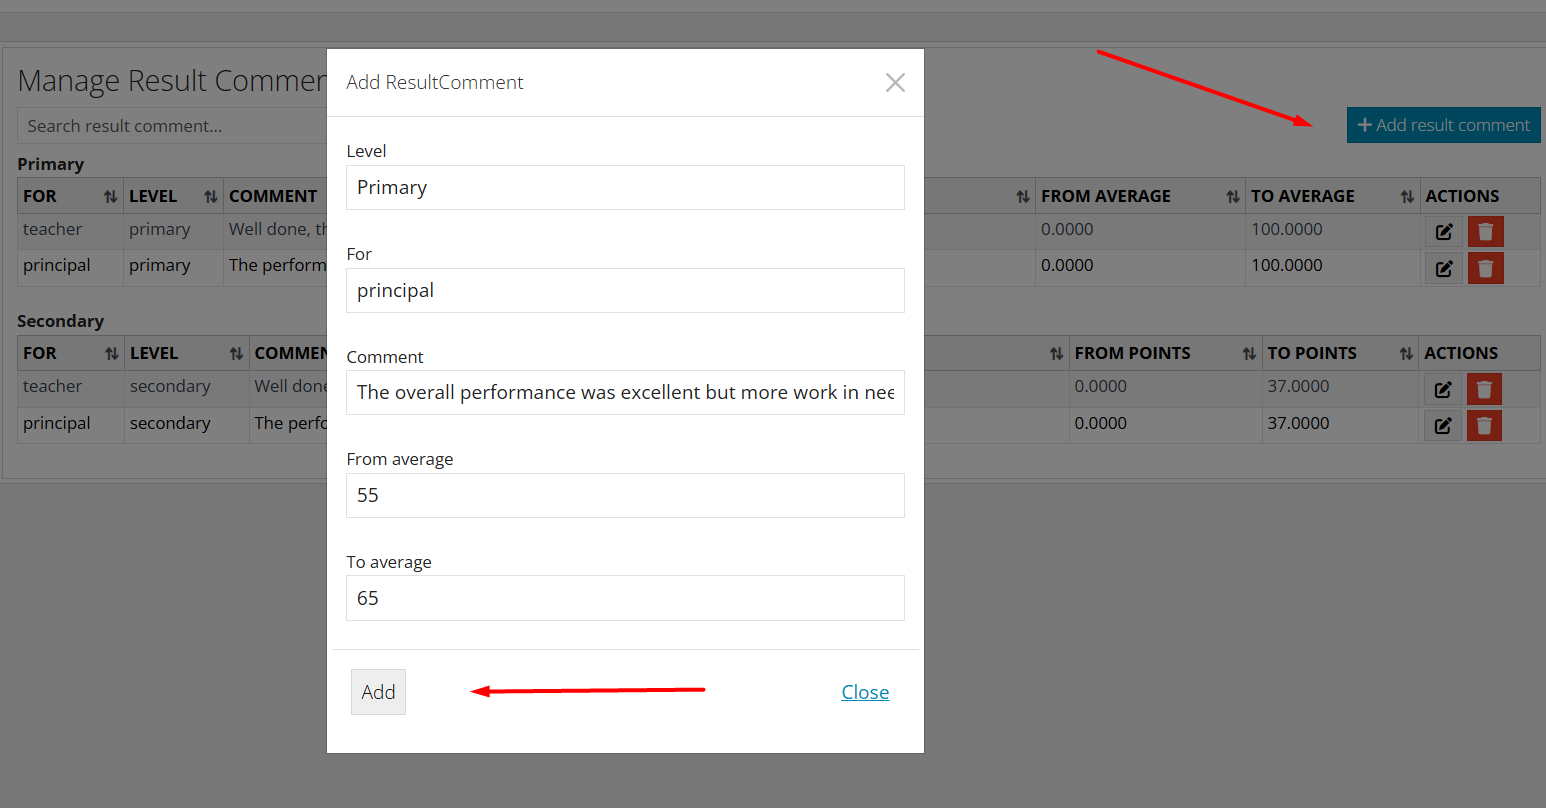 Manage Result Commen
Search result comment...
+ Add result comment
Primary
FOR LEVEL COMMENT FROM AVERAGE TO AVERAGE ACTIONS
teacher primary Well done, th 0.0000 100.0000
principal primary The perform 0.0000 100.0000
Secondary
FOR LEVEL COMMEN FROM POINTS TO POINTS ACTIONS
teacher secondary Well done 0.0000 37.0000
principal secondary The perfo 0.0000 37.0000
Add ResultComment
Level
Primary
For
principal
Comment
The overall performance was excellent but more work in nee
From average
55
To average
65
Add Close